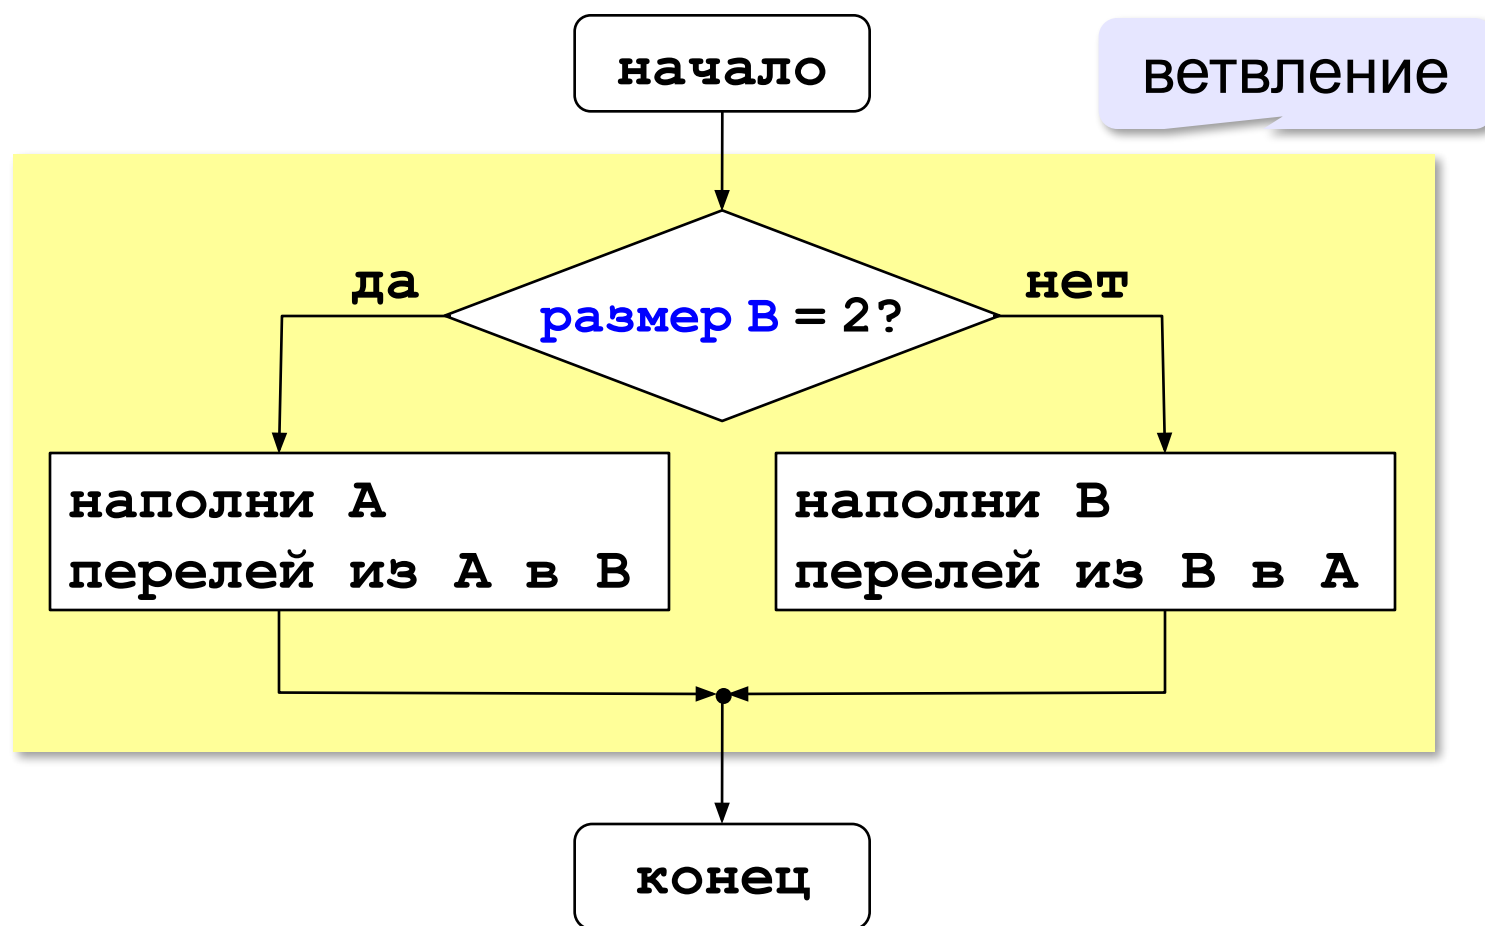 начало
ветвление
да
нет
размер B = 2?
наполни A
перелей из A в B
наполни B
перелей из B в A
конец